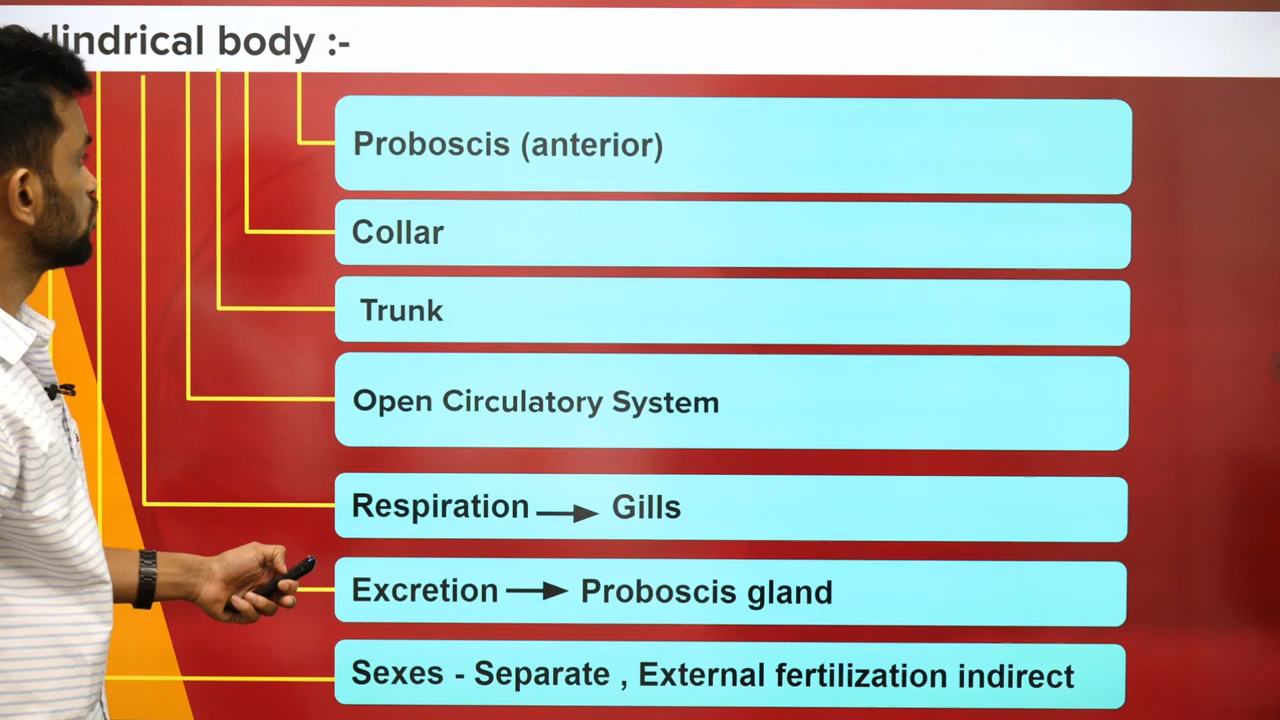 ylindrical body :-
Proboscis (anterior)
Collar
Trunk
Open Circulatory System
Respiration → Gills
Excretion → Proboscis gland
Sexes - Separate , External fertilization indirect